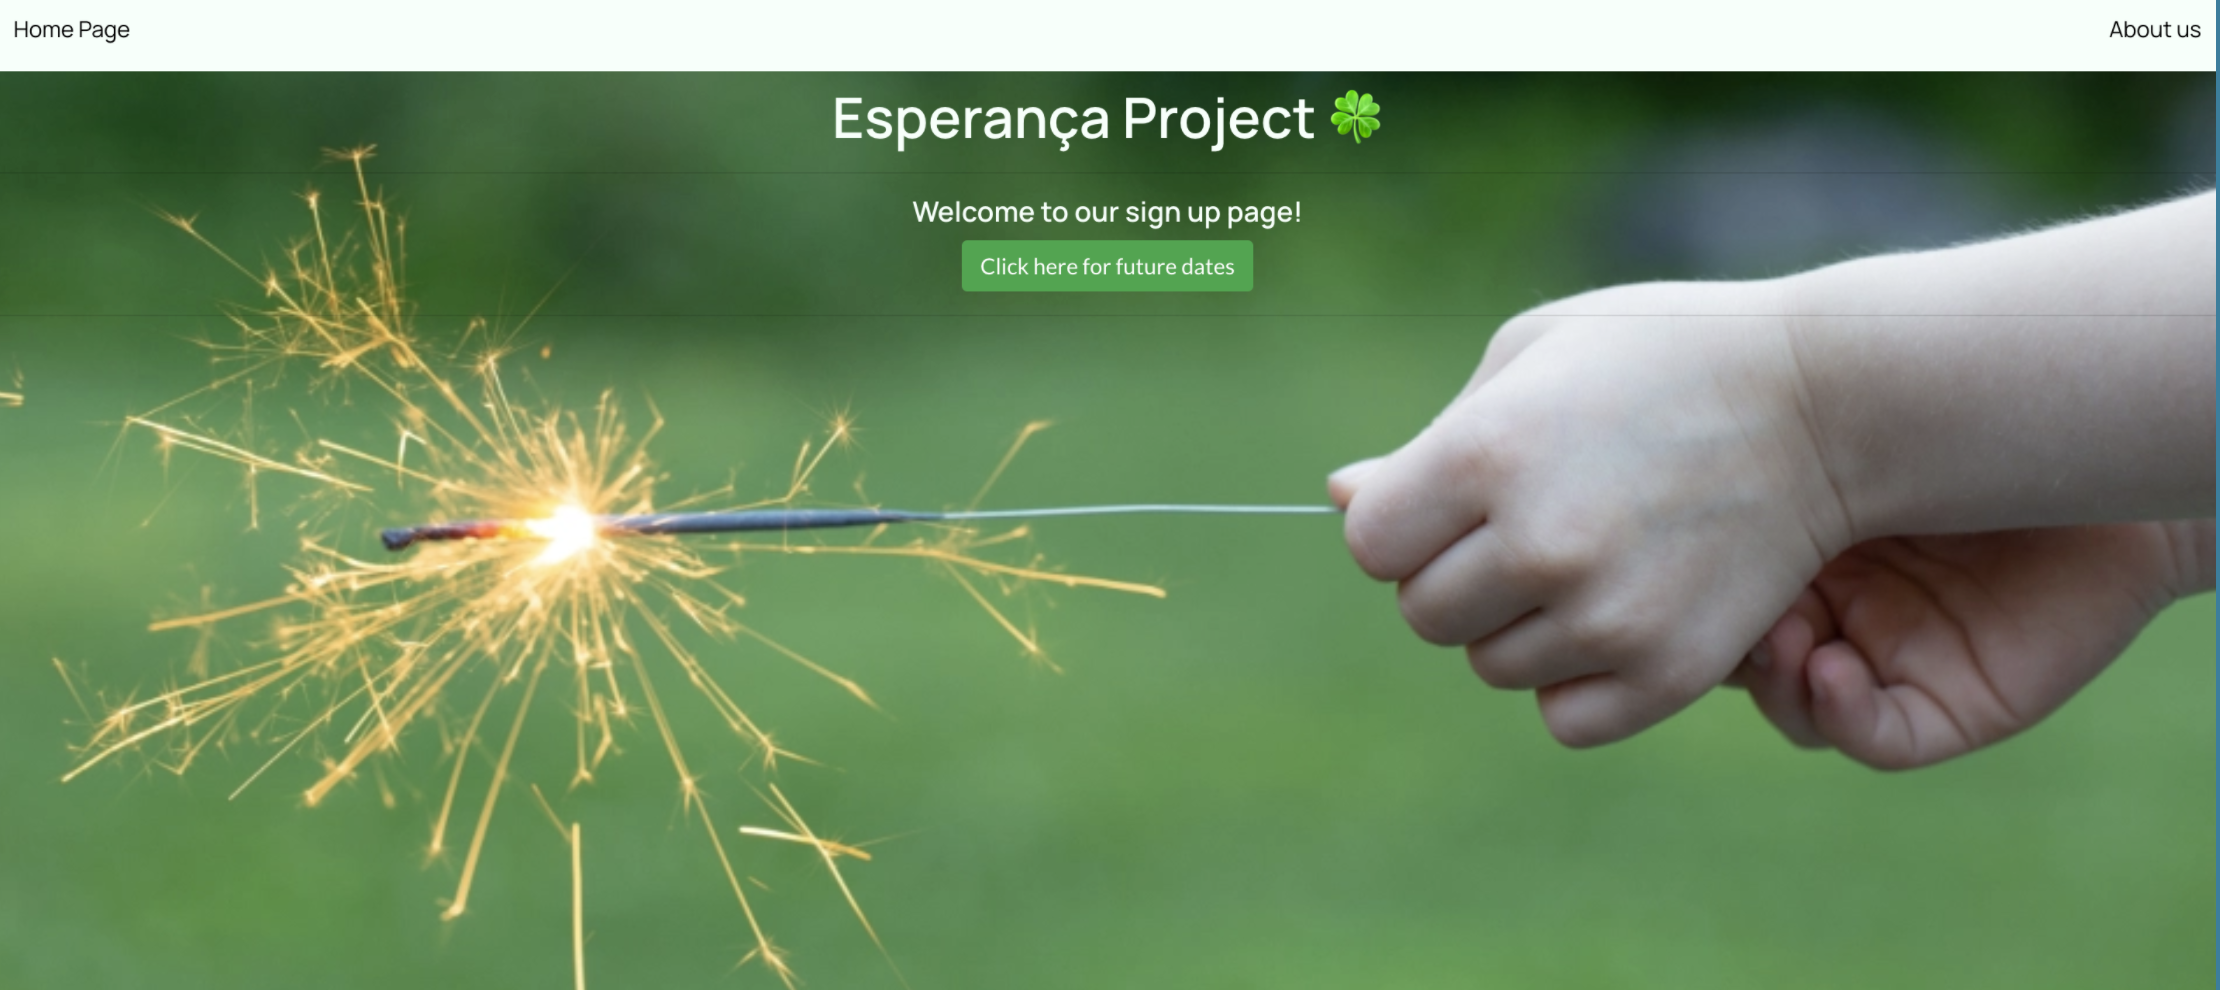 Home Page
About us
Esperança Project 🍀
Welcome to our sign up page!
Click here for future dates